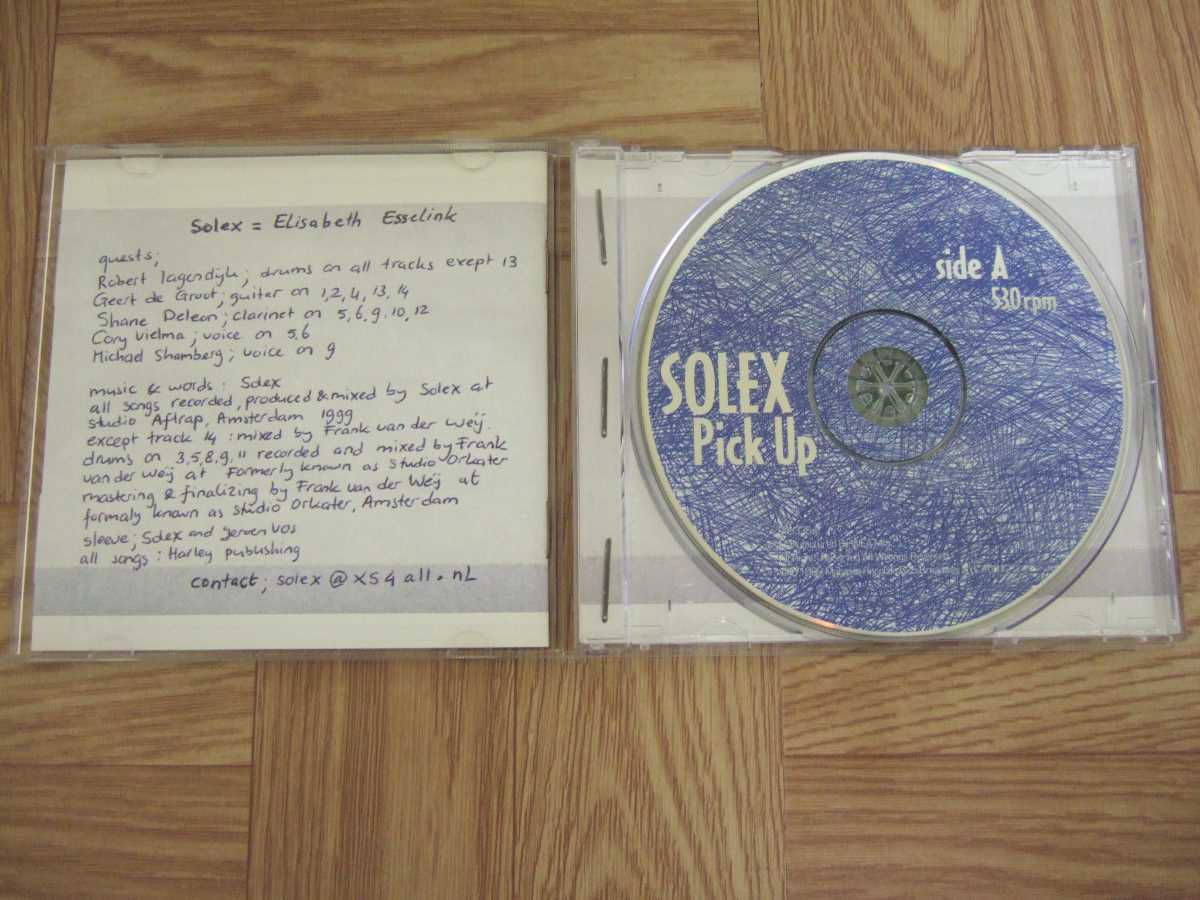 Solex = Elisabeth Esselink
guests;
Robert lagendijk; drums on all tracks exept 13
Geert de Groot; guitar on 1,2,4,13,14
Shane Deleon; clarinet on 5,6,9,10,12
Cory Vielma; voice on 5,6
Michael Shamberg; voice on 9
music & words: Solex
all songs recorded, produced & mixed by Solex at
studio Aftrap, Amsterdam 1999
except track 14: mixed by Frank van der Weij.
drums on 3,5,8,9,11 recorded and mixed by Frank
van der Weij at Formerly known as studio Orkater
mastering & finalizing by Frank van der Weij at
formaly known as studio Orkater, Amsterdam
sleeve; Solex and Jeroen Vos
all songs: Harley publishing
contact; solex @ XS4all.nl
side A
530 rpm
SOLEX
Pick Up